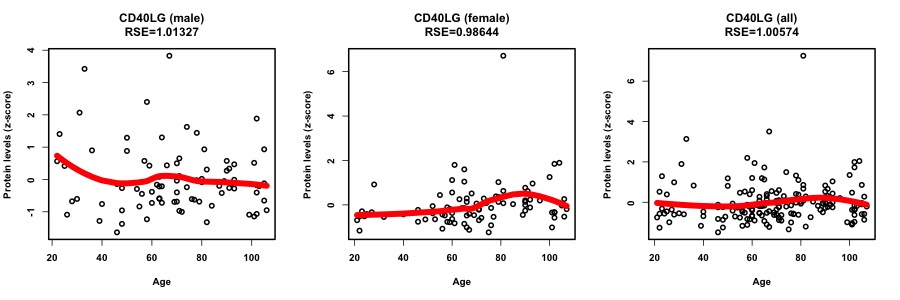 CD40LG (male)
RSE=1.01327
Protein levels (z-score)
4
3
2
1
0
-1
20
40
60
80
100
Age
CD40LG (female)
RSE=0.98644
Protein levels (z-score)
6
4
2
0
20
40
60
80
100
Age
CD40LG (all)
RSE=1.00574
Protein levels (z-score)
6
4
2
0
20
40
60
80
100
Age